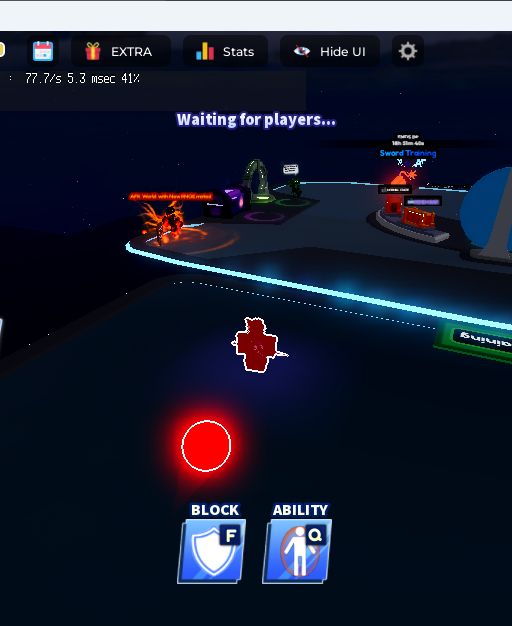 EXTRA
Stats
Hide UI
: 77.7/s 5.3 msec 41%
Waiting for players...
Sword Training
BLOCK
ABILITY
F
Q